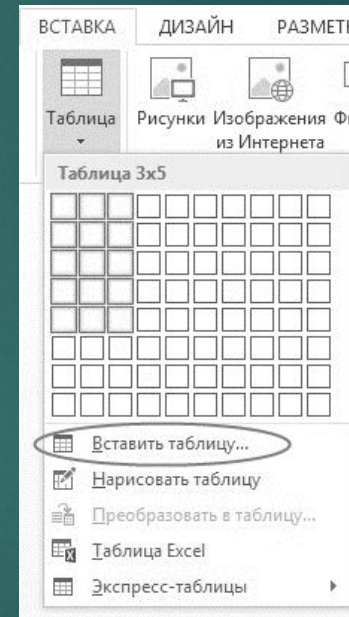 ВСТАВКА ДИЗАЙН
Таблица Рисунки Изображения
из Интернета
Таблица 3x5
Вставить таблицу...
Нарисовать таблицу
Преобразовать в таблицу...
Таблица Excel
Экспресс-таблицы